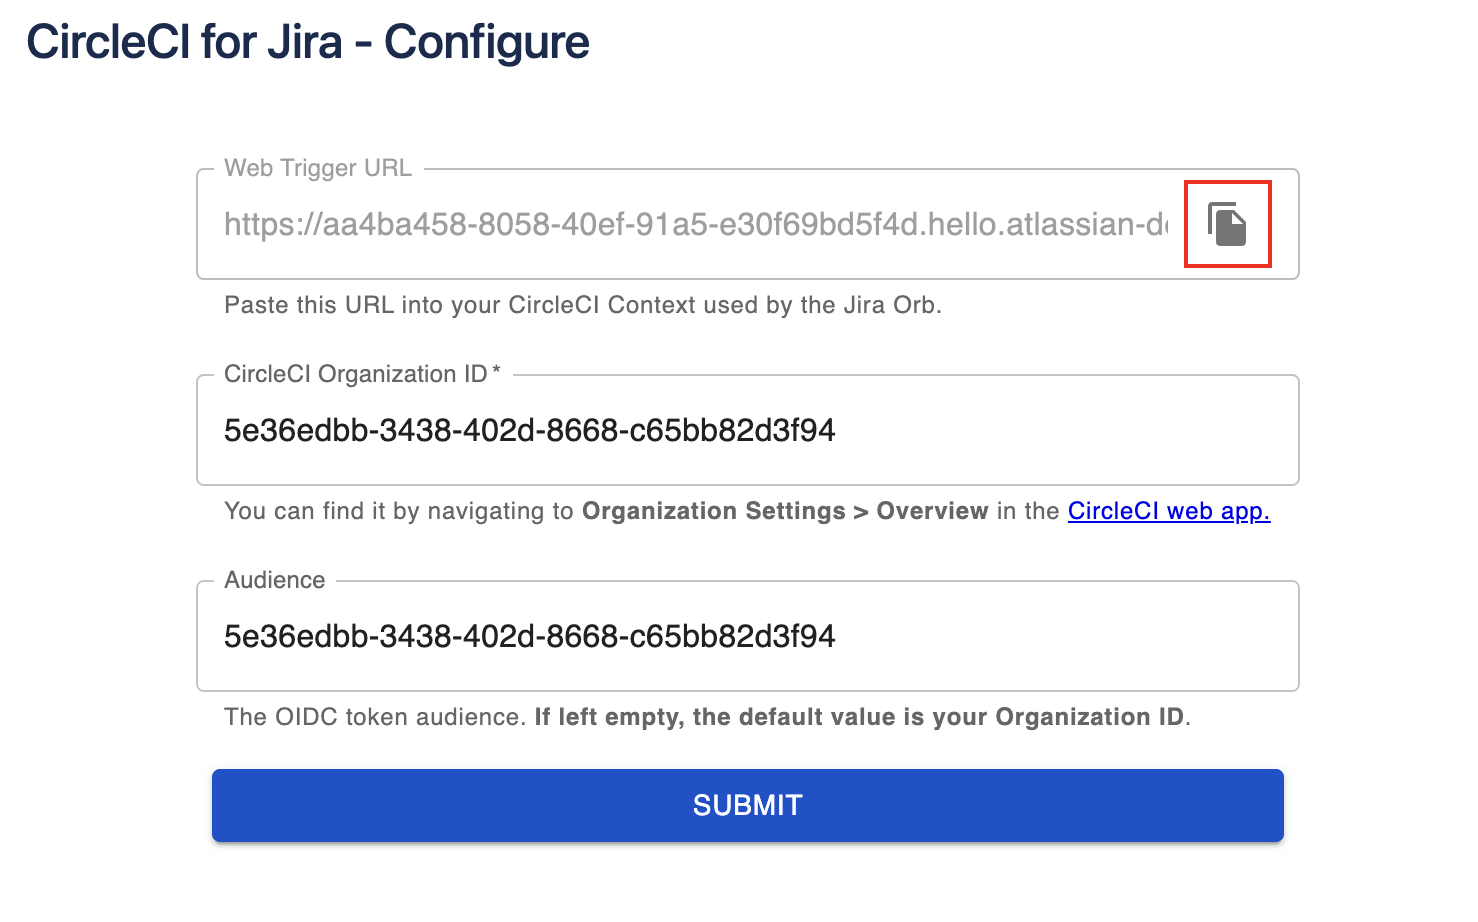 CircleCI for Jira - Configure
Web Trigger URL
https://aa4ba458-8058-40ef-91a5-e30f69bd5f4d.hello.atlassian-d
Paste this URL into your CircleCI Context used by the Jira Orb.
CircleCI Organization ID *
5e36edbb-3438-402d-8668-c65bb82d3f94
You can find it by navigating to Organization Settings > Overview in the CircleCI web app.
Audience
5e36edbb-3438-402d-8668-c65bb82d3f94
The OIDC token audience. If left empty, the default value is your Organization ID.
SUBMIT